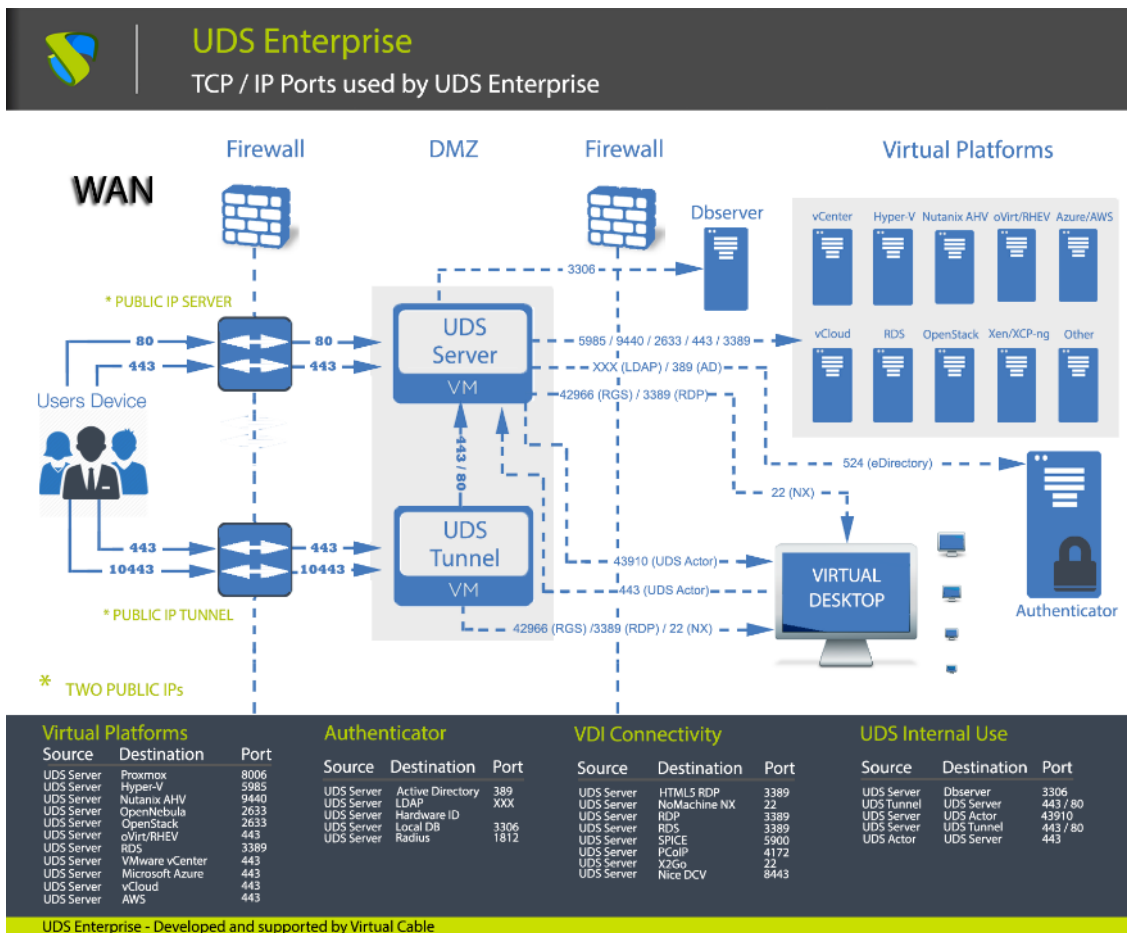 UDS Enterprise
TCP / IP Ports used by UDS Enterprise
Firewall
DMZ
Firewall
Virtual Platforms
WAN
Dbserver
vCenter Hyper-V Nutanix AHV oVirt/RHEV Azure/AWS
3306
* PUBLIC IP SERVER
UDS
Server
VM
80
80
443
443
5985 / 9440 / 2633 / 443 / 3389
XXX (LDAP) / 389 (AD)
42966 (RGS) / 3389 (RDP)
vCloud RDS OpenStack Xen/XCP-ng Other
Users Device
443 / 80
524 (eDirectory)
22 (NX)
UDS
Tunnel
VM
443
443
10443
10443
43910 (UDS Actor)
443 (UDS Actor)
VIRTUAL
DESKTOP
Authenticator
* PUBLIC IP TUNNEL
42966 (RGS) /3389 (RDP) / 22 (NX)
* TWO PUBLIC IPs
Virtual Platforms
Source Destination Port
UDS Server Proxmox 8006
UDS Server Hyper-V 5985
UDS Server Nutanix AHV 9440
UDS Server OpenNebula 2633
UDS Server OpenStack 2633
UDS Server oVirt/RHEV 443
UDS Server RDS 3389
UDS Server VMware vCenter 443
UDS Server Microsoft Azure 443
UDS Server vCloud 443
UDS Server AWS 443
Authenticator
Source Destination Port
UDS Server Active Directory 389
UDS Server LDAP XXX
UDS Server Hardware ID
UDS Server Local DB 3306
UDS Server Radius 1812
VDI Connectivity
Source Destination Port
UDS Server HTML5 RDP 3389
UDS Server NoMachine NX 22
UDS Server RDP 3389
UDS Server RDS 3389
UDS Server SPICE 5900
UDS Server PCoIP 4172
UDS Server X2Go 22
UDS Server Nice DCV 8443
UDS Internal Use
Source Destination Port
UDS Server Dbserver 3306
UDS Tunnel UDS Server 443 / 80
UDS Server UDS Actor 43910
UDS Server UDS Tunnel 443 / 80
UDS Actor UDS Server 443
UDS Enterprise - Developed and supported by Virtual Cable